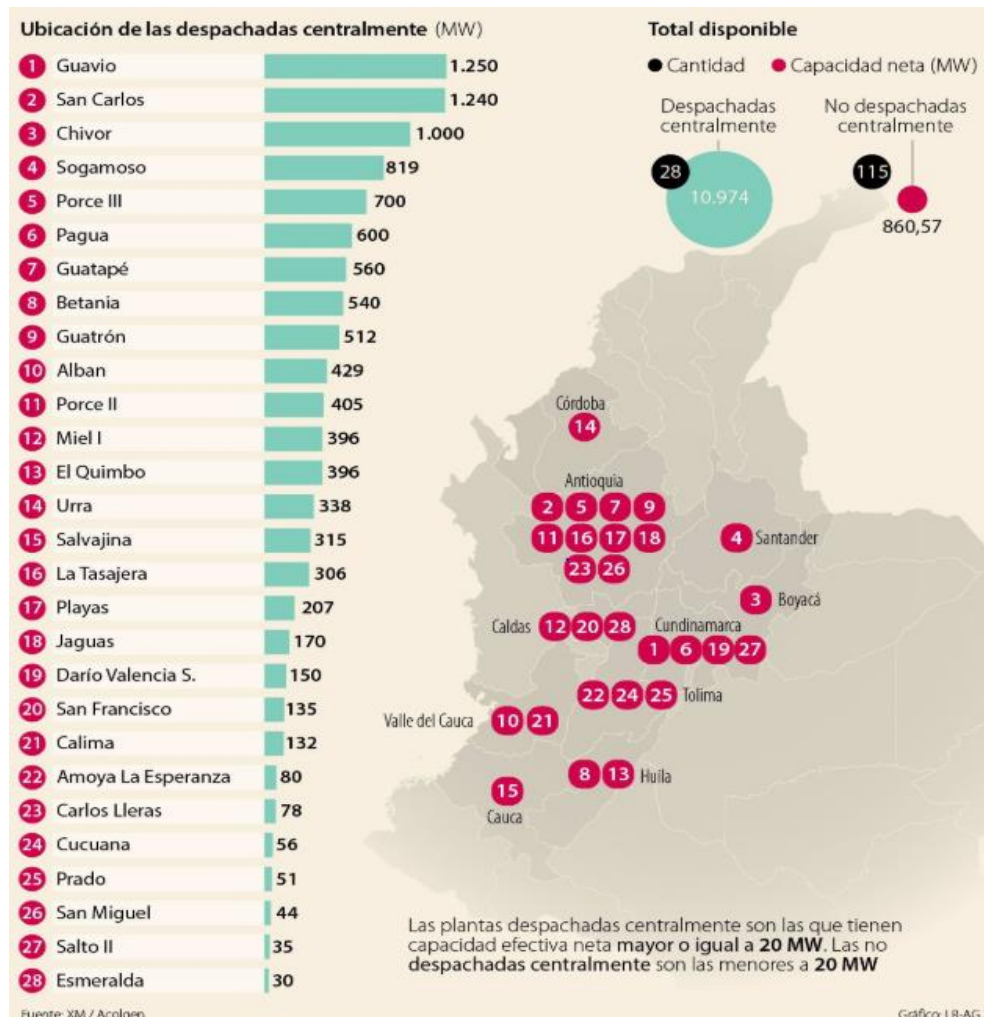 Ubicación de las despachadas centralmente (MW)
1 Guavio 1.250
2 San Carlos 1.240
3 Chivor 1.000
4 Sogamoso 819
5 Porce III 700
6 Pagua 600
7 Guatapé 560
8 Betania 540
9 Guatrón 512
10 Alban 429
11 Porce II 405
12 Miel I 396
13 El Quimbo 396
14 Urra 338
15 Salvajina 315
16 La Tasajera 306
17 Playas 207
18 Jaguas 170
19 Darío Valencia S. 150
20 San Francisco 135
21 Calima 132
22 Amoya La Esperanza 80
23 Carlos Lleras 78
24 Cucuana 56
25 Prado 51
26 San Miguel 44
27 Salto II 35
28 Esmeralda 30
Total disponible
Cantidad Capacidad neta (MW)
Despachadas
centralmente
28
10.974
No despachadas
centralmente
115
860,57
Córdoba
14
Antioquia
2 5 7 9
11 16 17 18
23 26
4 Santander
3 Boyacá
Caldas 12 20 28
Cundinamarca
1 6 19 27
22 24 25 Tolima
Valle del Cauca 10 21
8 13 Huila
15
Cauca
Las plantas despachadas centralmente son las que tienen
capacidad efectiva neta mayor o igual a 20 MW. Las no
despachadas centralmente son las menores a 20 MW
Fuente: XM / Acolgen
Gráfico: LR-AG